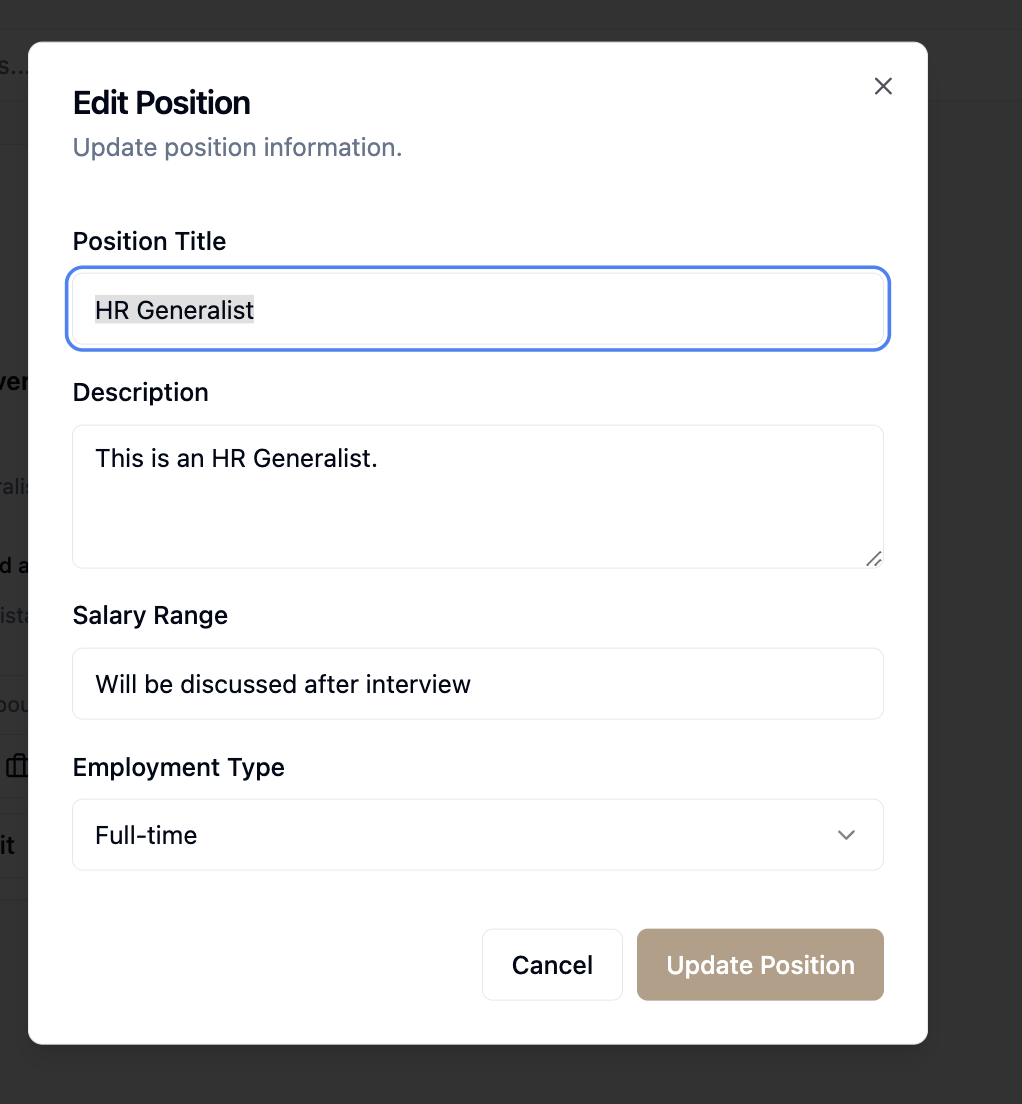 Edit Position
Update position information.
Position Title
HR Generalist
Description
This is an HR Generalist.
Salary Range
Will be discussed after interview
Employment Type
Full-time
Cancel
Update Position